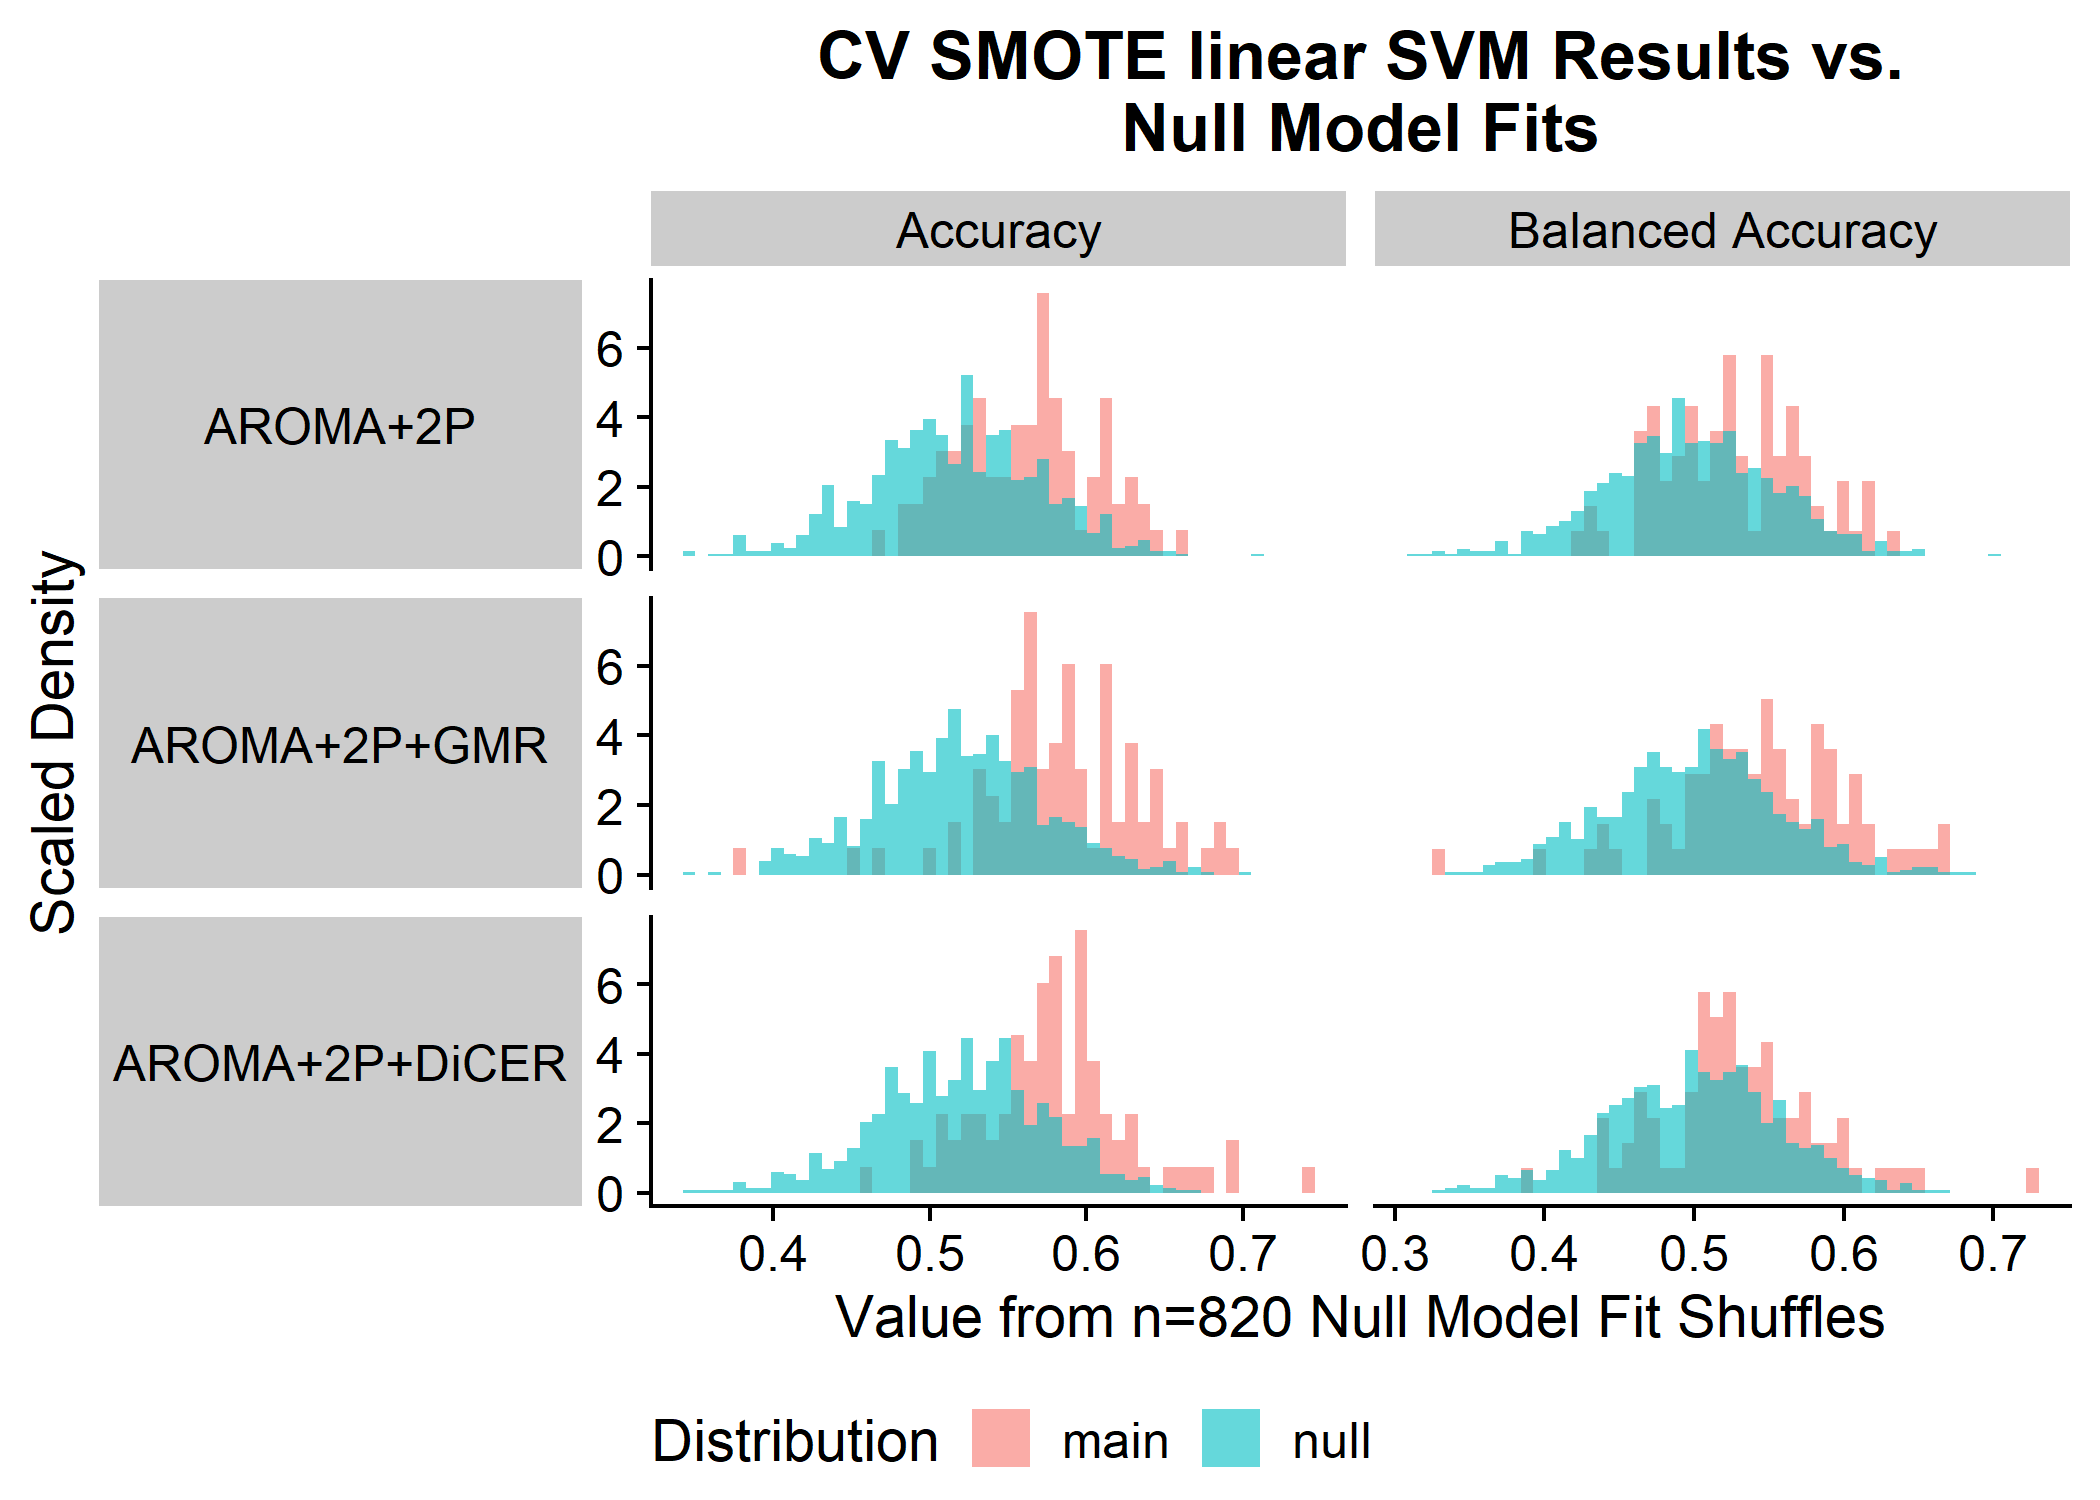 CV SMOTE linear SVM Results vs.
Null Model Fits
Accuracy
Balanced Accuracy
Scaled Density
AROMA+2P
6
4
2
0
AROMA+2P+GMR
6
4
2
0
AROMA+2P+DiCER
6
4
2
0
0.4 0.5 0.6 0.7
0.3 0.4 0.5 0.6 0.7
Value from n=820 Null Model Fit Shuffles
Distribution main null